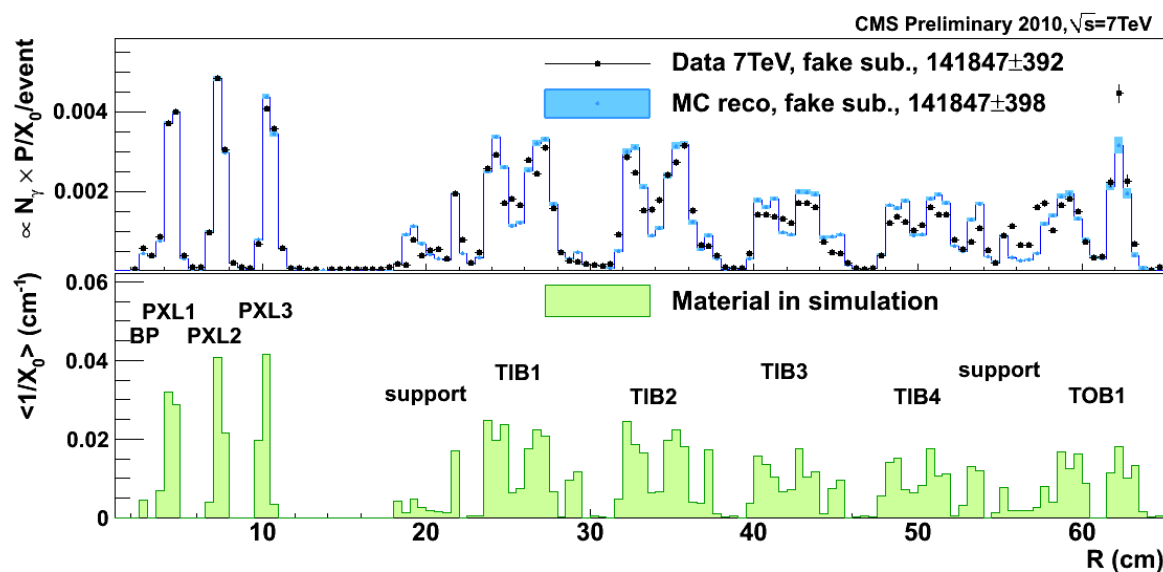 CMS Preliminary 2010, √s=7TeV
∝ N_γ × P/X_0/event
0.004
0.002
Data 7TeV, fake sub., 141847±392
MC reco, fake sub., 141847±398
<1/X_0> (cm^-1)
0.06
0.04
0.02
0
Material in simulation
BP
PXL1
PXL2
PXL3
support
TIB1
TIB2
TIB3
TIB4
support
TOB1
10
20
30
40
50
60
R (cm)